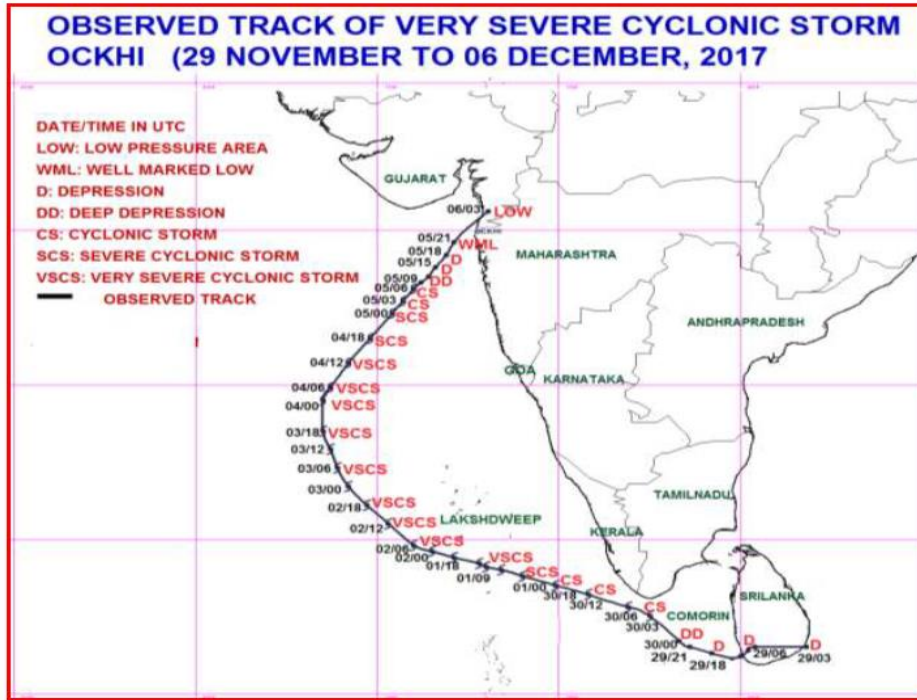 OBSERVED TRACK OF VERY SEVERE CYCLONIC STORM
OCKHI (29 NOVEMBER TO 06 DECEMBER, 2017
DATE/TIME IN UTC
LOW: LOW PRESSURE AREA
WML: WELL MARKED LOW
D: DEPRESSION
DD: DEEP DEPRESSION
CS: CYCLONIC STORM
SCS: SEVERE CYCLONIC STORM
VSCS: VERY SEVERE CYCLONIC STORM
OBSERVED TRACK
GUJARAT
06/03 LOW
OCKHI
05/21 WML
MAHARASHTRA
05/18 D
05/15 D
05/09 DD
05/06 CS
05/03 CS
05/00 SCS
ANDHRAPRADESH
04/18 SCS
04/12 VSCS
GOA
KARNATAKA
04/06 VSCS
04/00 VSCS
03/18 VSCS
03/12
03/06 VSCS
03/00
TAMILNADU
02/18 VSCS
LAKSHDWEEP
02/12 VSCS
KERALA
02/06 VSCS
02/00
01/18 VSCS
01/09
01/00 SCS
30/18 CS
30/12 CS
SRILANKA
30/06 CS
COMORIN
30/03
30/00 DD
29/21
29/18 D
29/06
29/03 D